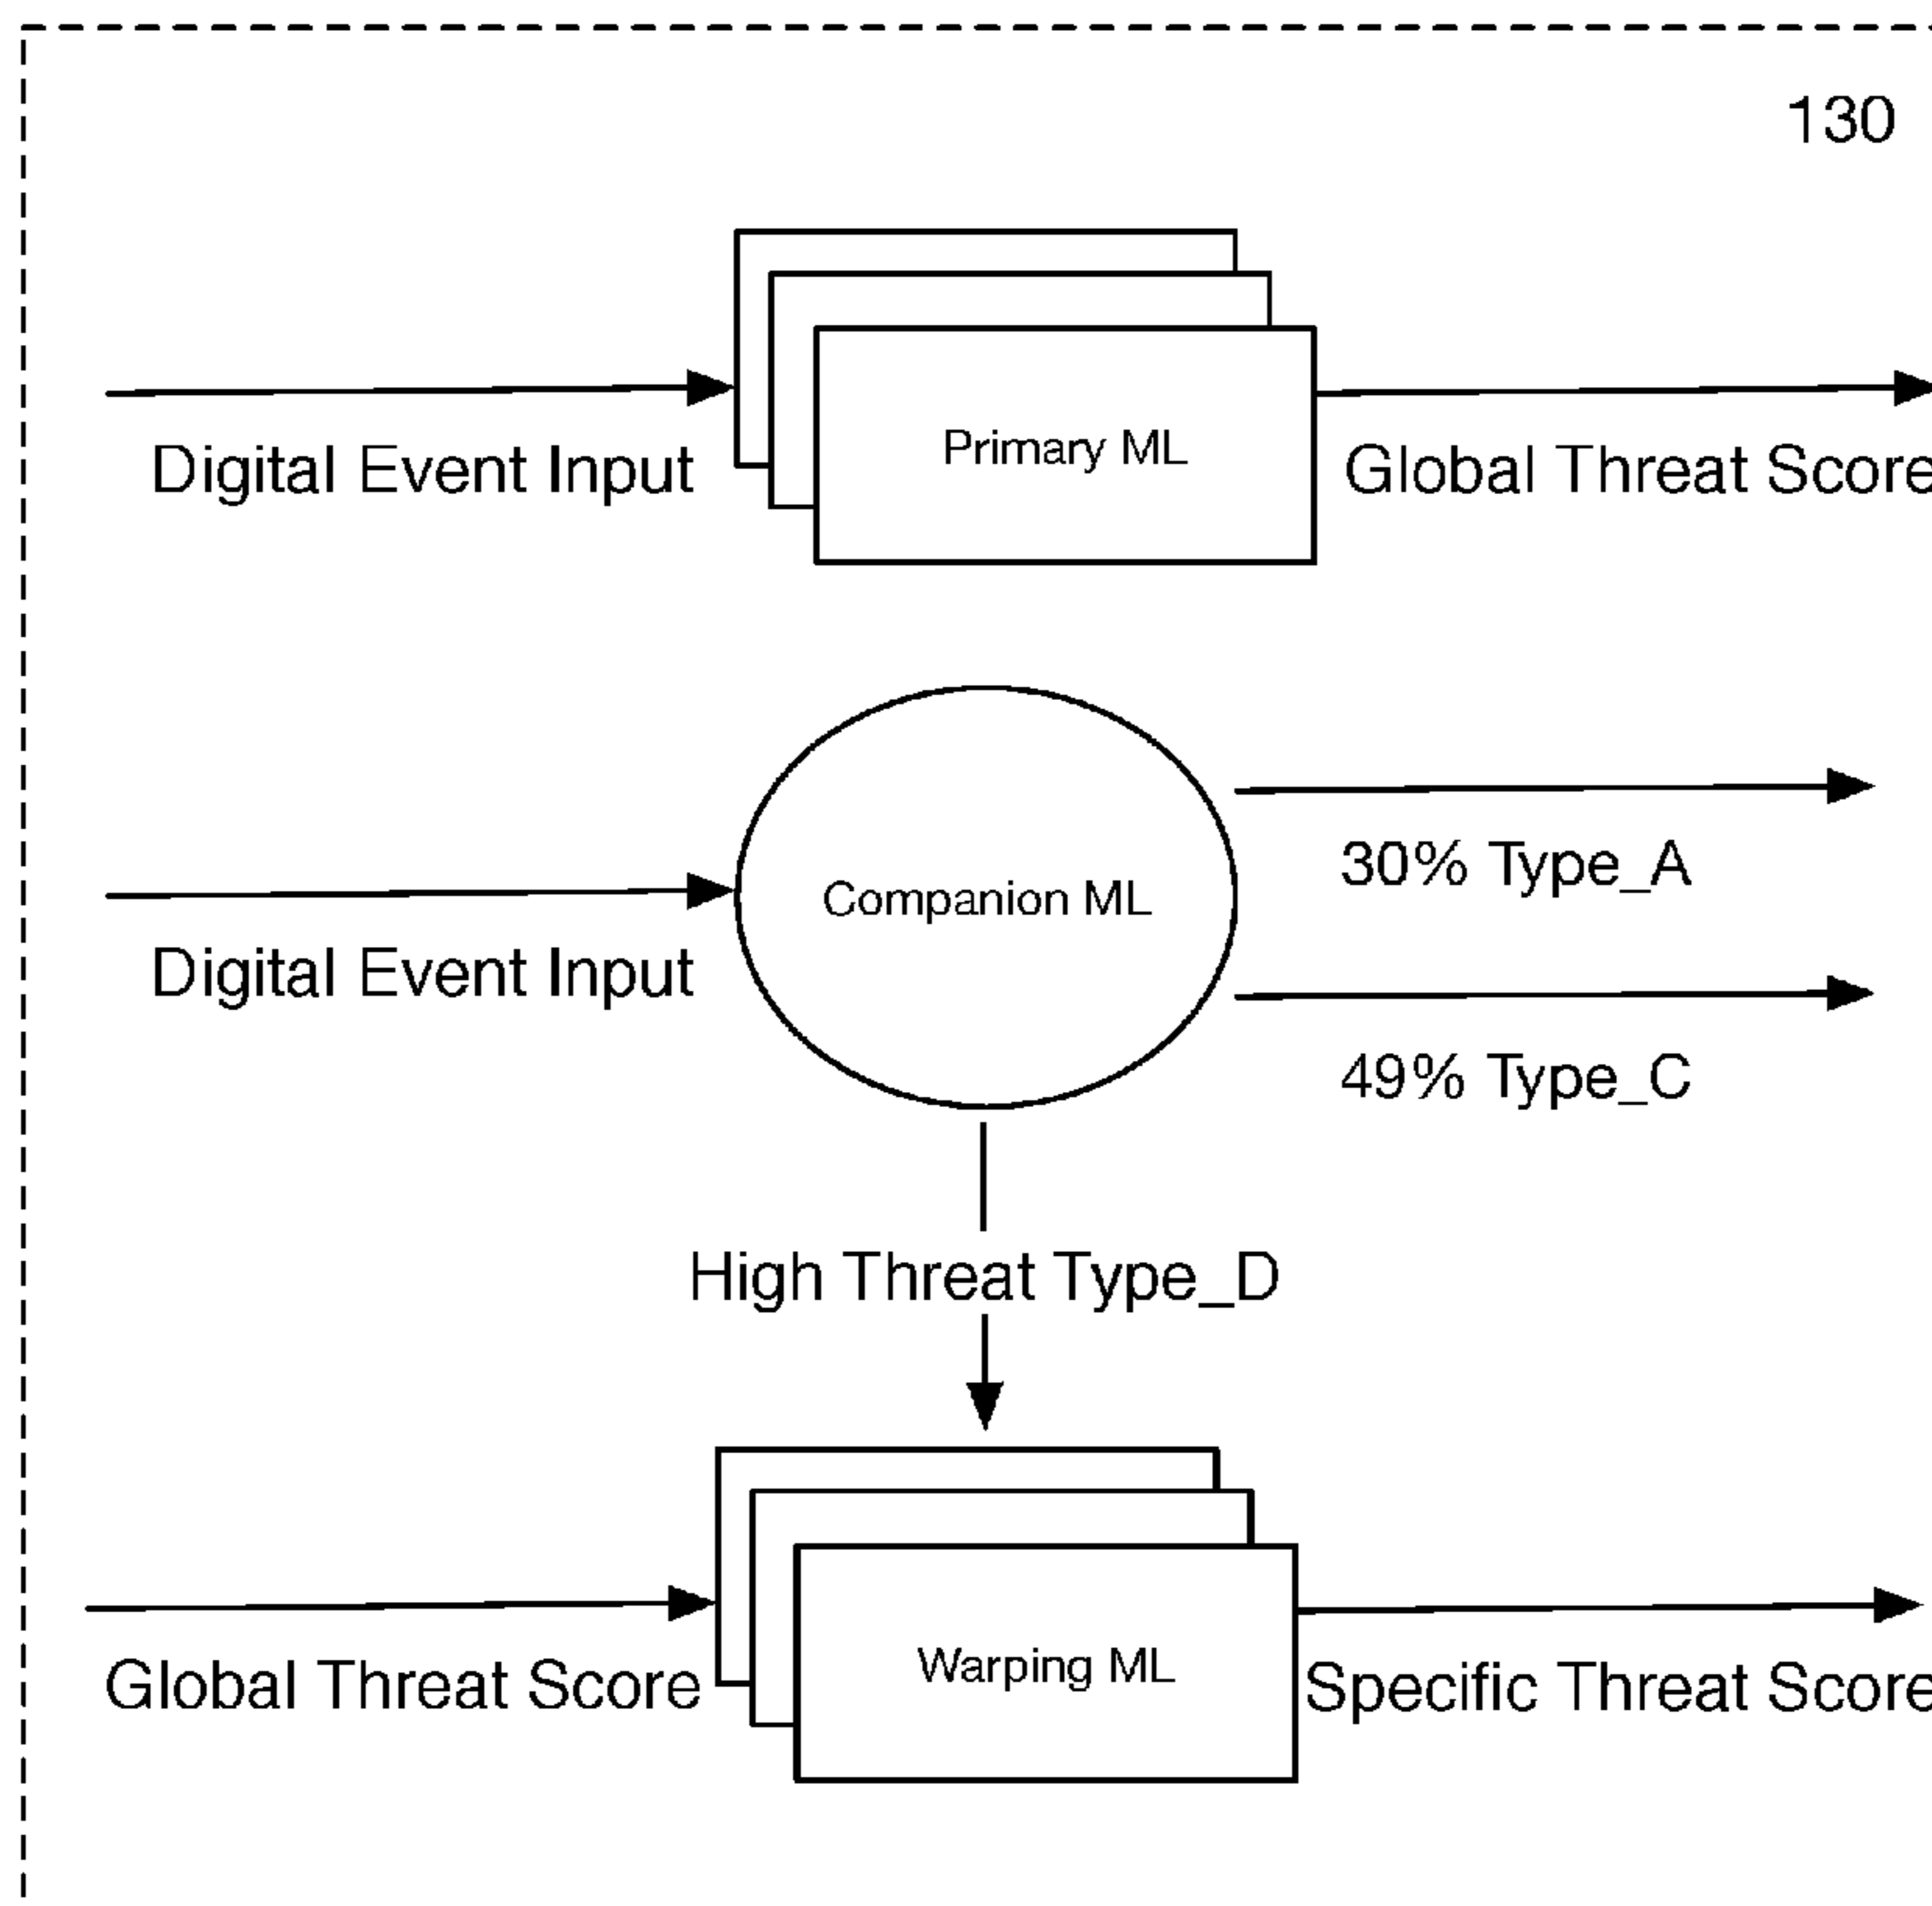 130
Primary ML
Digital Event Input
Global Threat Score
30% Type_A
Companion ML
Digital Event Input
49% Type_C
High Threat Type_D
Warping ML
Global Threat Score
Specific Threat Score